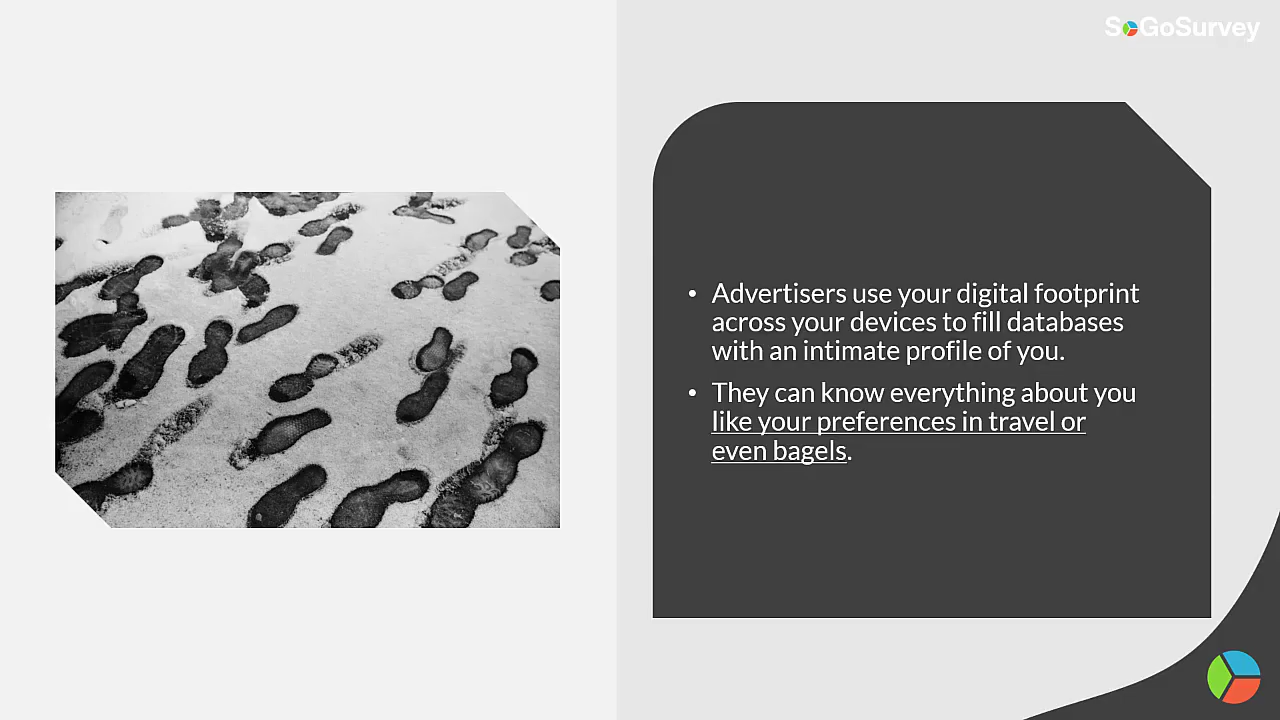 SoGoSurvey
• Advertisers use your digital footprint
across your devices to fill databases
with an intimate profile of you.
• They can know everything about you
like your preferences in travel or
even bagels.